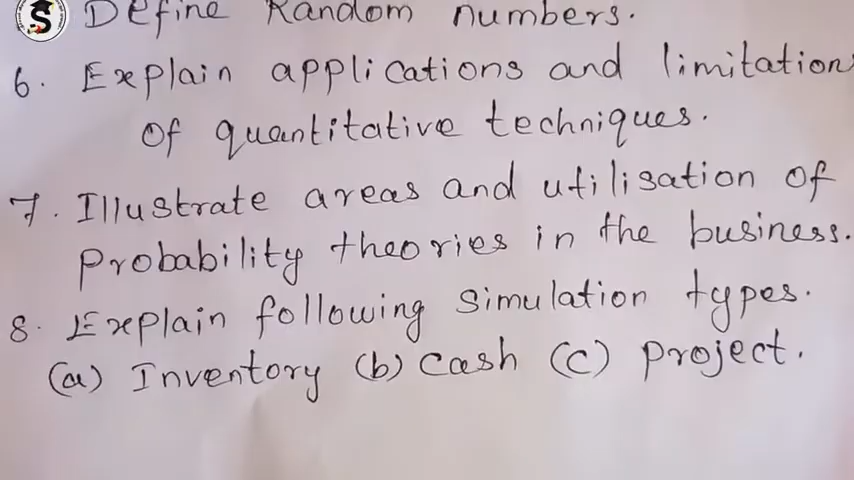 Define Random numbers.
6. Explain applications and limitations
of quantitative techniques.
7. Illustrate areas and utilisation of
probability theories in the business.
8. Explain following simulation types.
(a) Inventory (b) Cash (c) project.